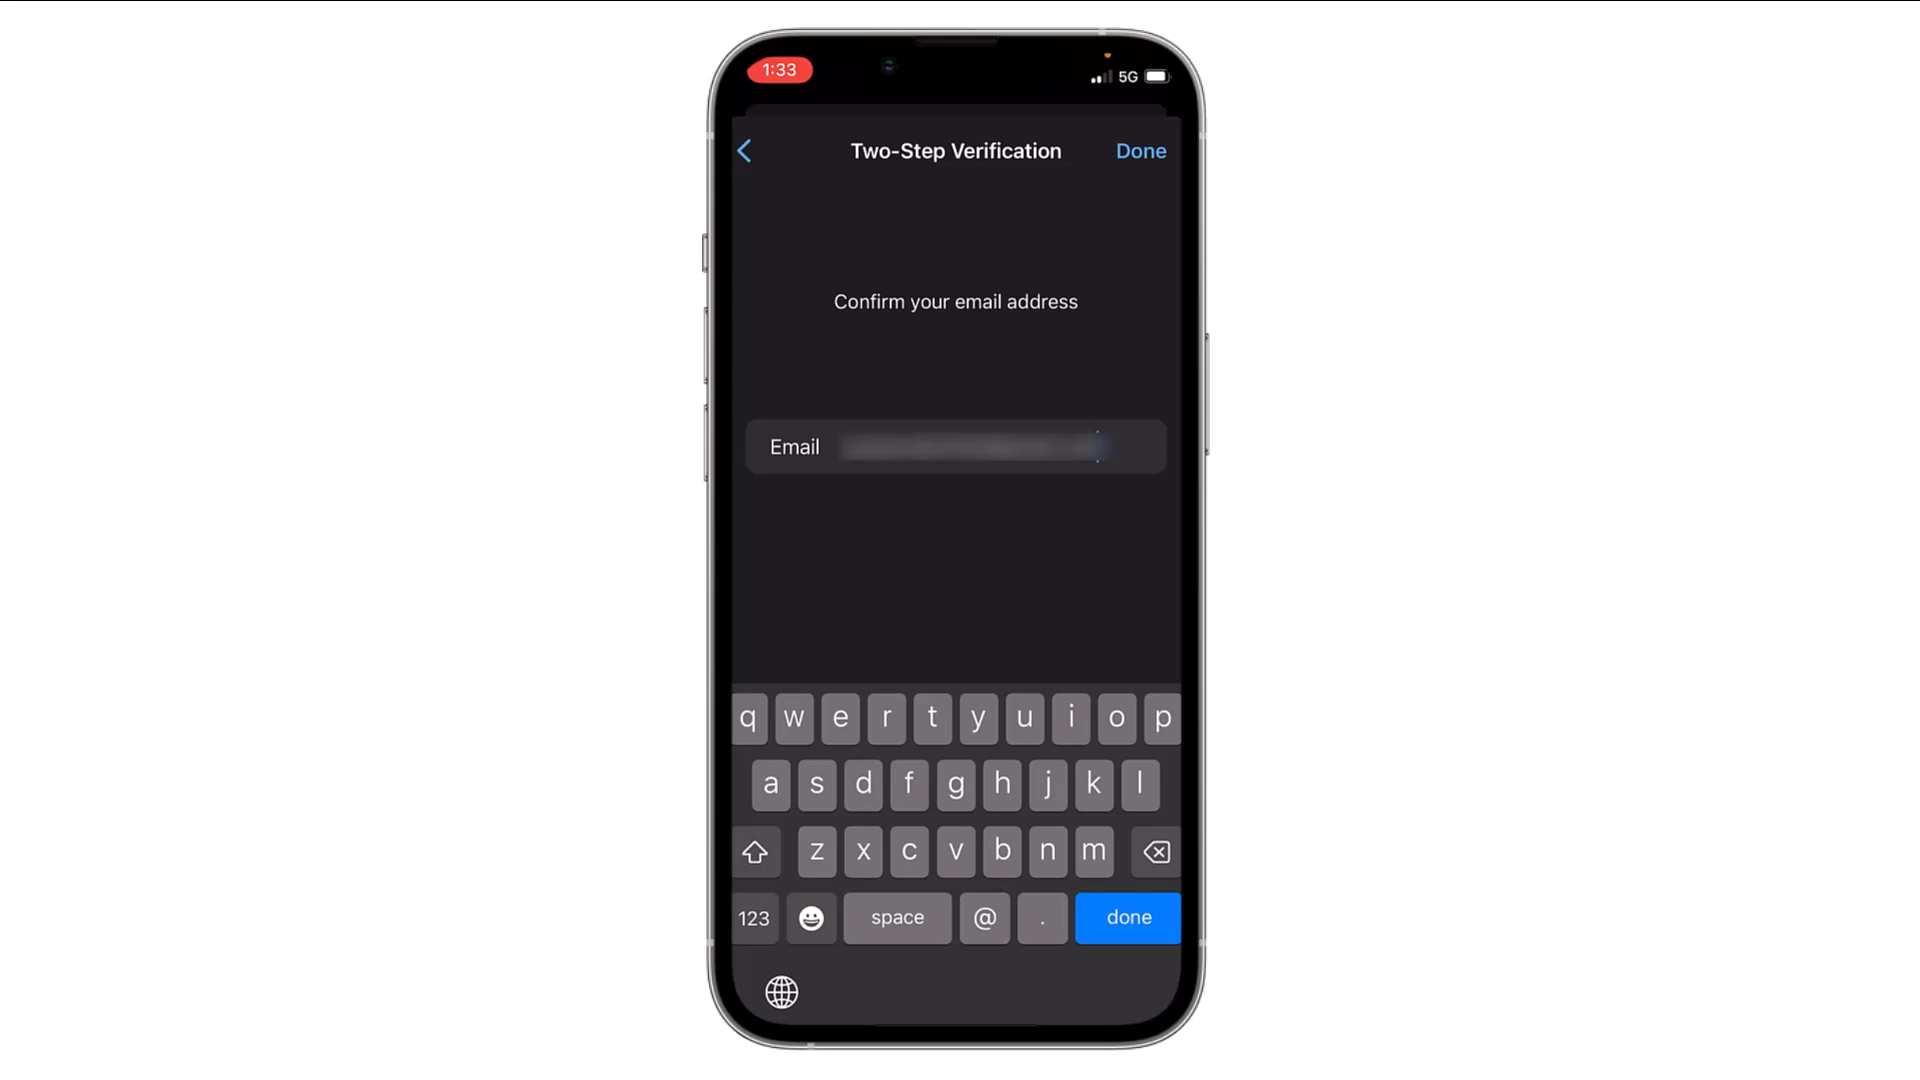 1:33
5G
Two-Step Verification Done
Confirm your email address
Email
q w e r t y u i o p
a s d f g h j k l
z x c v b n m
123 space @ . done